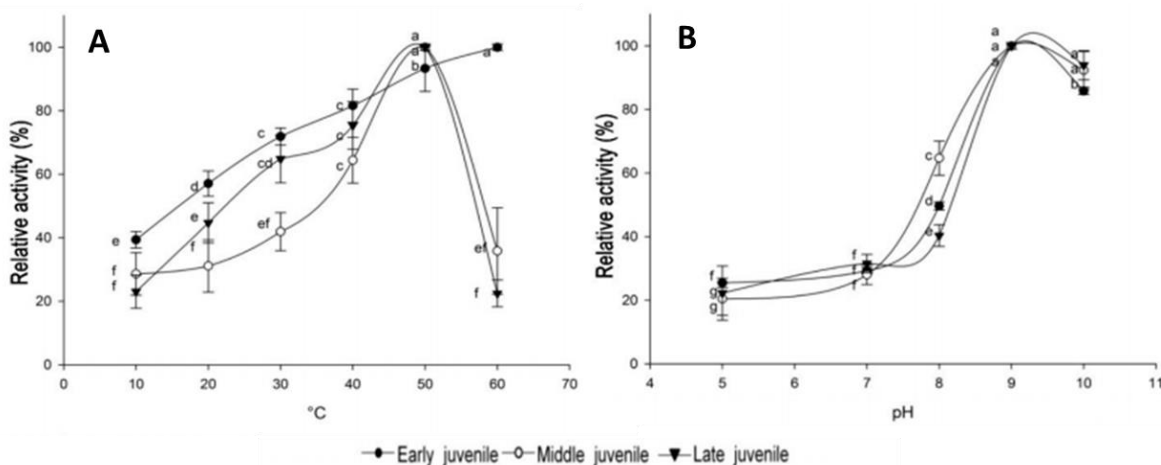 A
B
Relative activity (%)
100
80
60
40
20
0
0 10 20 30 40 50 60 70
°C
e d c c b a
f f ef c a ef
f e cd c a f
Relative activity (%)
100
80
60
40
20
0
4 5 6 7 8 9 10 11
pH
f f d a b
g f c a a
g f e a a
Early juvenile Middle juvenile Late juvenile